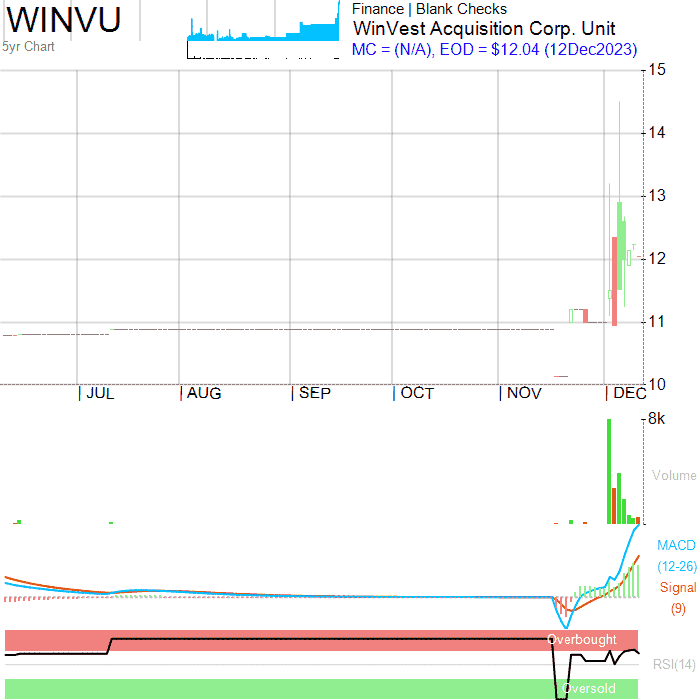 WINVU
5yr Chart
Finance | Blank Checks
WinVest Acquisition Corp. Unit
MC = (N/A), EOD = $12.04 (12Dec2023)
15
14
13
12
11
10
JUL AUG SEP OCT NOV DEC
8k
Volume
MACD
(12-26)
Signal
(9)
Overbought
RSI(14)
Oversold